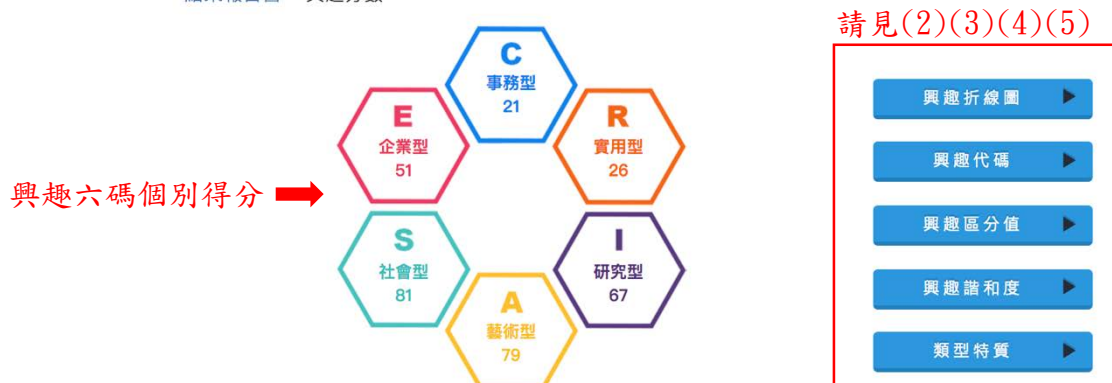 請見(2)(3)(4)(5)
C
事務型
21
E
企業型
51
R
實用型
26
興趣六碼個別得分
S
社會型
81
I
研究型
67
A
藝術型
79
興趣折線圖
興趣代碼
興趣區分值
興趣諧和度
類型特質